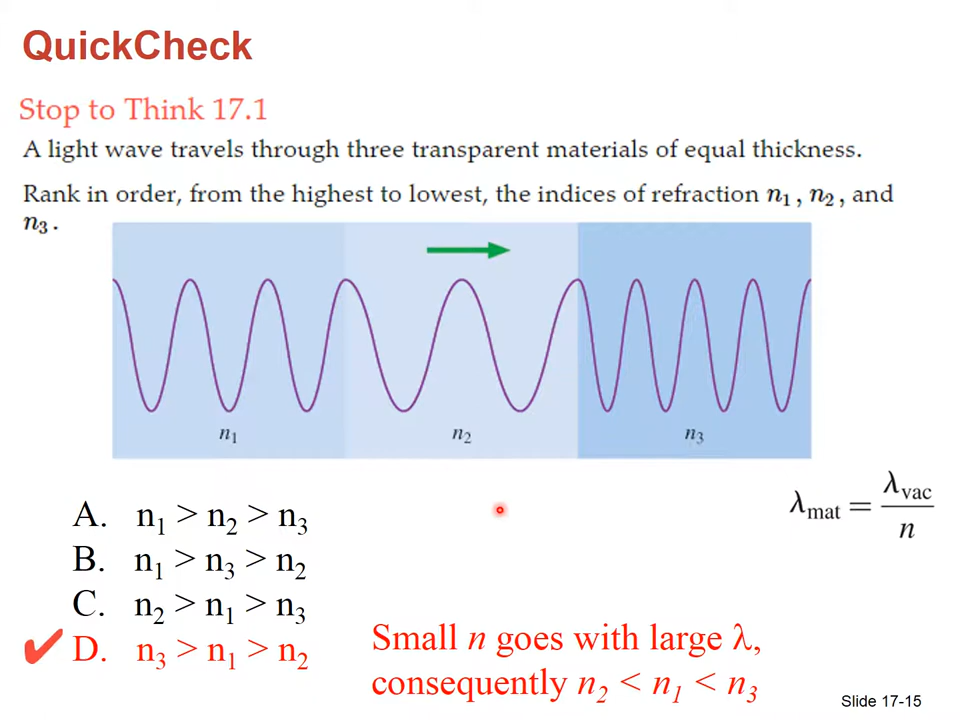 QuickCheck
Stop to Think 17.1
A light wave travels through three transparent materials of equal thickness.
Rank in order, from the highest to lowest, the indices of refraction n₁, n₂, and
n₃.
n₁ n₂ n₃
λmat = λvac / n
A. n₁ > n₂ > n₃
B. n₁ > n₃ > n₂
C. n₂ > n₁ > n₃
✔ D. n₃ > n₁ > n₂
Small n goes with large λ,
consequently n₂ < n₁ < n₃
Slide 17-15